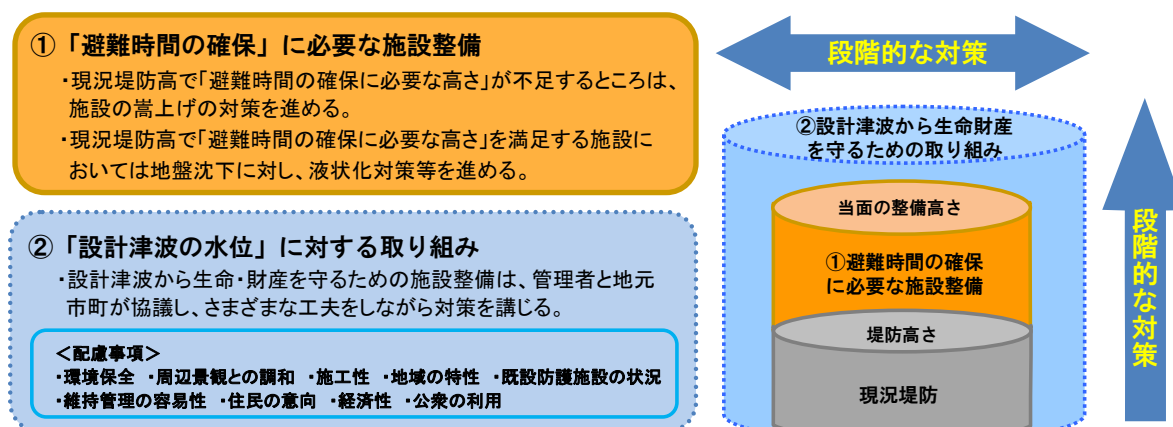 ①「避難時間の確保」に必要な施設整備
・現況堤防高で「避難時間の確保に必要な高さ」が不足するところは、
施設の嵩上げの対策を進める。
・現況堤防高で「避難時間の確保に必要な高さ」を満足する施設に
おいては地盤沈下に対し、液状化対策等を進める。
②「設計津波の水位」に対する取り組み
・設計津波から生命・財産を守るための施設整備は、管理者と地元
市町が協議し、さまざまな工夫をしながら対策を講じる。
＜配慮事項＞
・環境保全 ・周辺景観との調和 ・施工性 ・地域の特性 ・既設防護施設の状況
・維持管理の容易性 ・住民の意向 ・経済性 ・公衆の利用
段階的な対策
②設計津波から生命財産
を守るための取り組み
当面の整備高さ
①避難時間の確保
に必要な施設整備
堤防高さ
現況堤防
段階的な対策